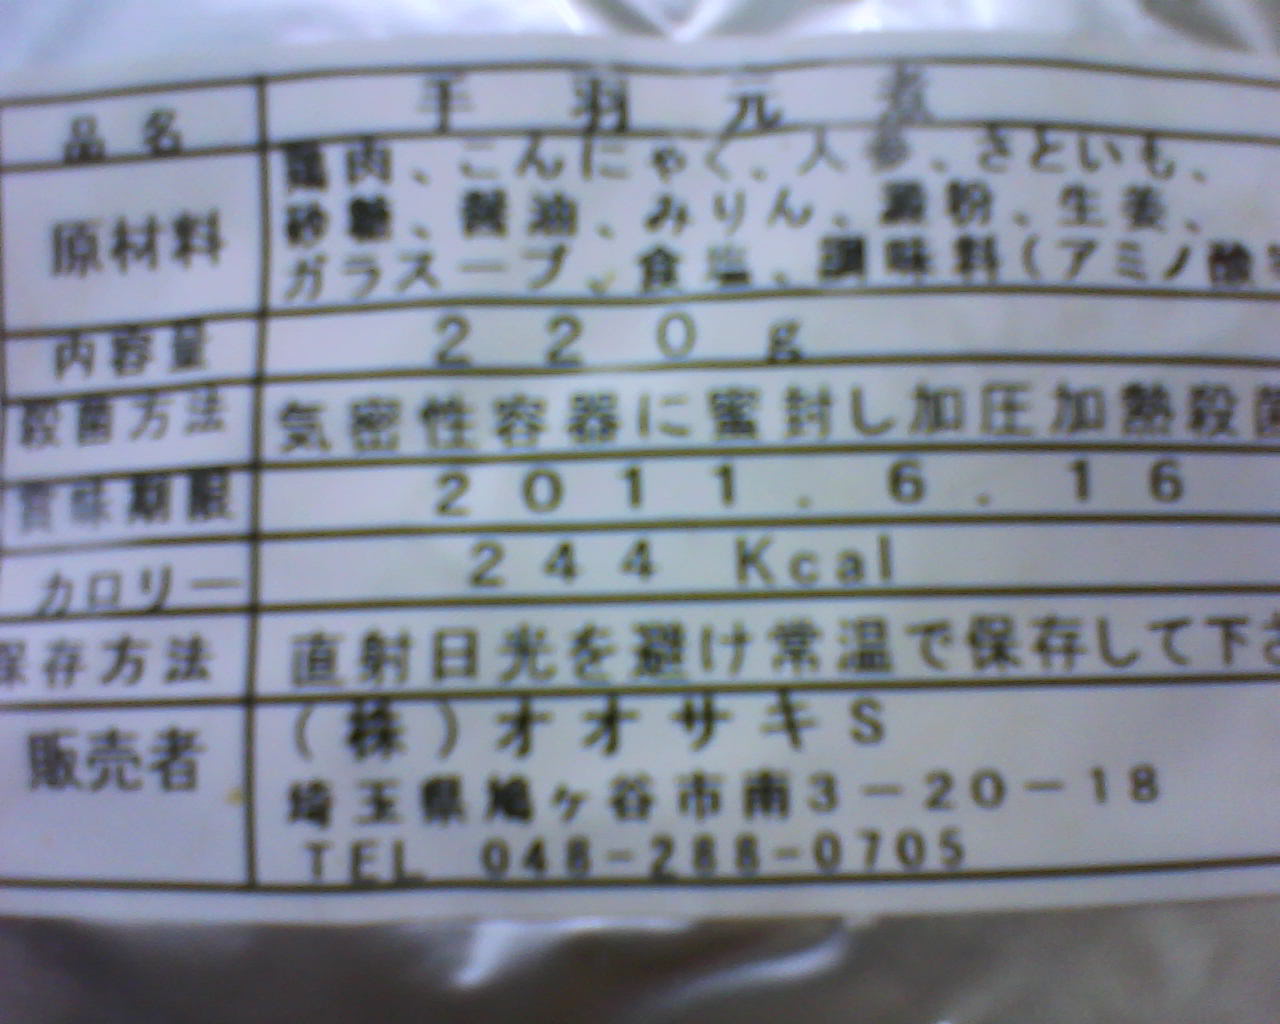 品名 手羽元煮
原材料 鶏肉、こんにゃく、人参、さといも、
砂糖、醤油、みりん、澱粉、生姜、
ガラスープ、食塩、調味料(アミノ酸等
内容量 220g
殺菌方法 気密性容器に蜜封し加圧加熱殺菌
賞味期限 2011.6.16
カロリー 244 Kcal
保存方法 直射日光を避け常温で保存して下さ
販売者 (株)オオサキS
埼玉県鳩ヶ谷市南3-20-18
TEL 048-288-0705